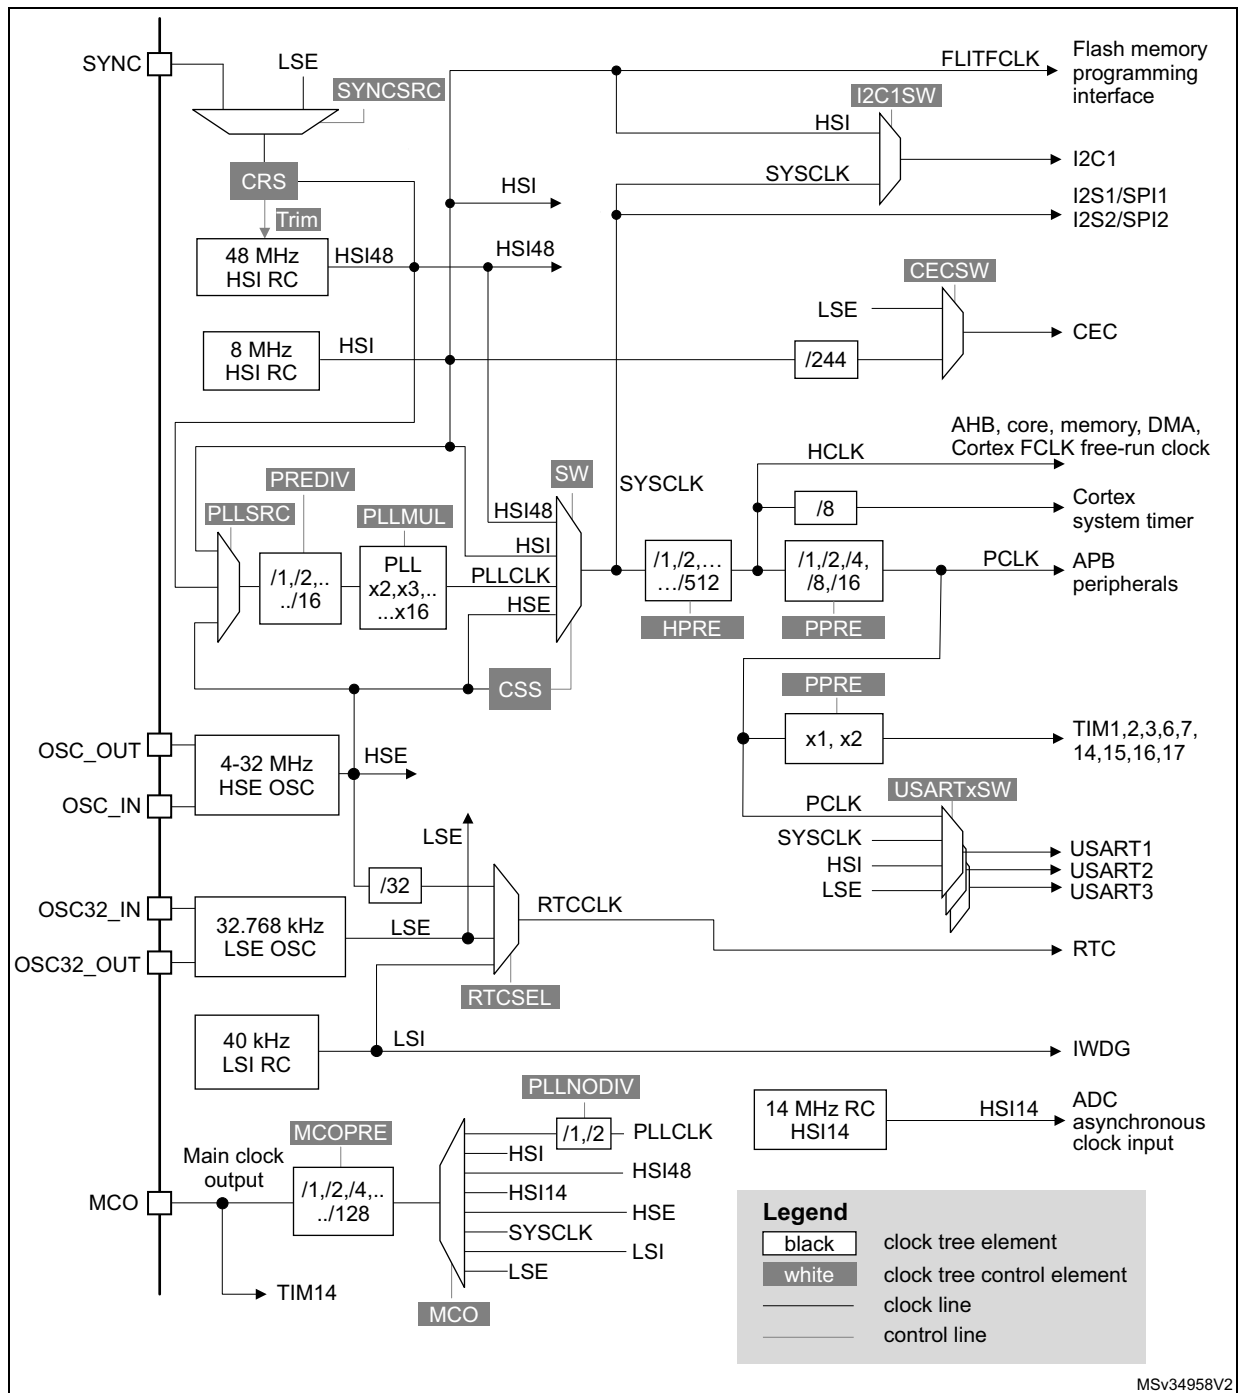 SYNC
LSE
SYNCSRC
FLITFCLK
Flash memory
programming
interface
I2C1SW
HSI
I2C1
SYSCLK
CRS
HSI
I2S1/SPI1
I2S2/SPI2
Trim
48 MHz
HSI RC
HSI48
HSI48
CECSW
LSE
CEC
8 MHz
HSI RC
HSI
/244
AHB, core, memory, DMA,
Cortex FCLK free-run clock
HCLK
SW
SYSCLK
PREDIV
PLLSRC
PLLMUL
HSI48
/8
Cortex
system timer
HSI
/1,/2,..
../16
PLL
x2,x3,..
...x16
PLLCLK
HSE
/1,/2,…
…/512
/1,/2,/4,
/8,/16
PCLK
APB
peripherals
HPRE
PPRE
CSS
PPRE
OSC_OUT
4-32 MHz
HSE OSC
HSE
x1, x2
TIM1,2,3,6,7,
14,15,16,17
OSC_IN
USARTxSW
PCLK
SYSCLK
HSI
LSE
USART1
USART2
USART3
LSE
/32
OSC32_IN
32.768 kHz
LSE OSC
LSE
RTCCLK
RTC
OSC32_OUT
RTCSEL
40 kHz
LSI RC
LSI
IWDG
PLLNODIV
14 MHz RC
HSI14
HSI14
ADC
asynchronous
clock input
MCOPRE
/1,/2
PLLCLK
Main clock
output
HSI
HSI48
MCO
/1,/2,/4,..
../128
HSI14
HSE
SYSCLK
LSI
LSE
TIM14
MCO
Legend
black
clock tree element
white
clock tree control element
clock line
control line
MSv34958V2